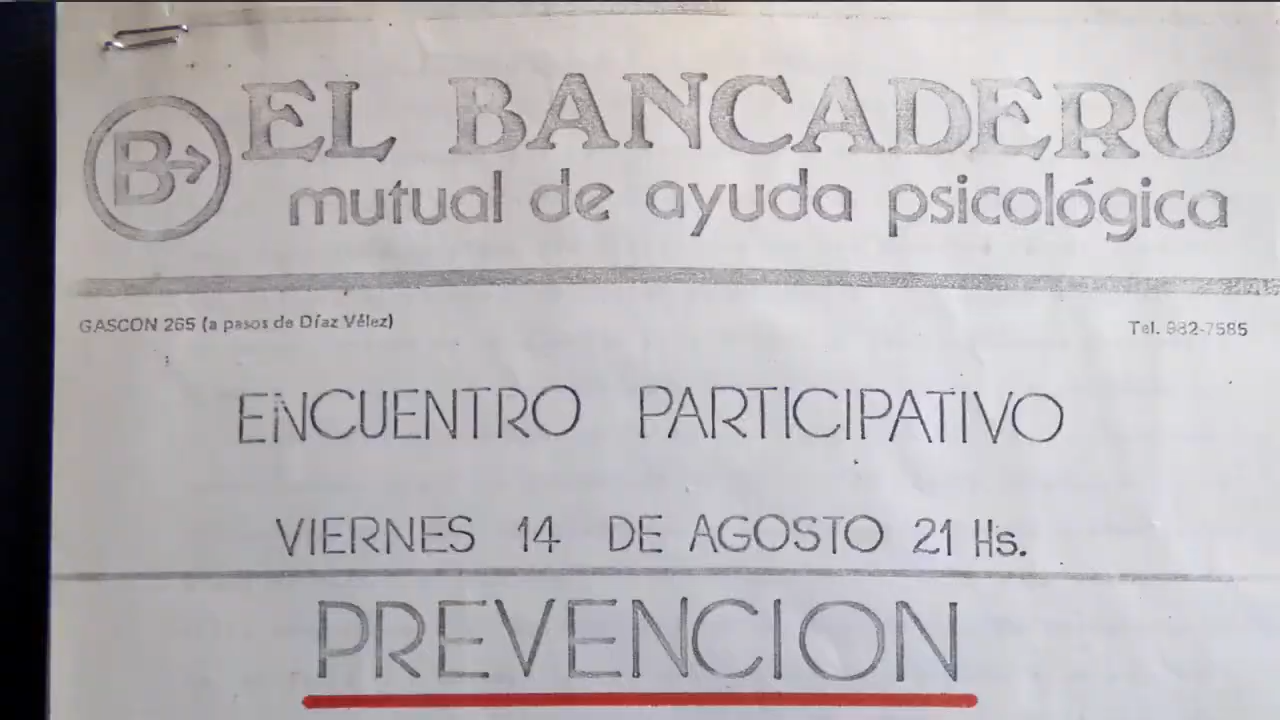 B
EL BANCADERO
mutual de ayuda psicológica
GASCON 265 (a pasos de Díaz Vélez)
Tel. 982-7585
ENCUENTRO PARTICIPATIVO
VIERNES 14 DE AGOSTO 21 Hs.
PREVENCION